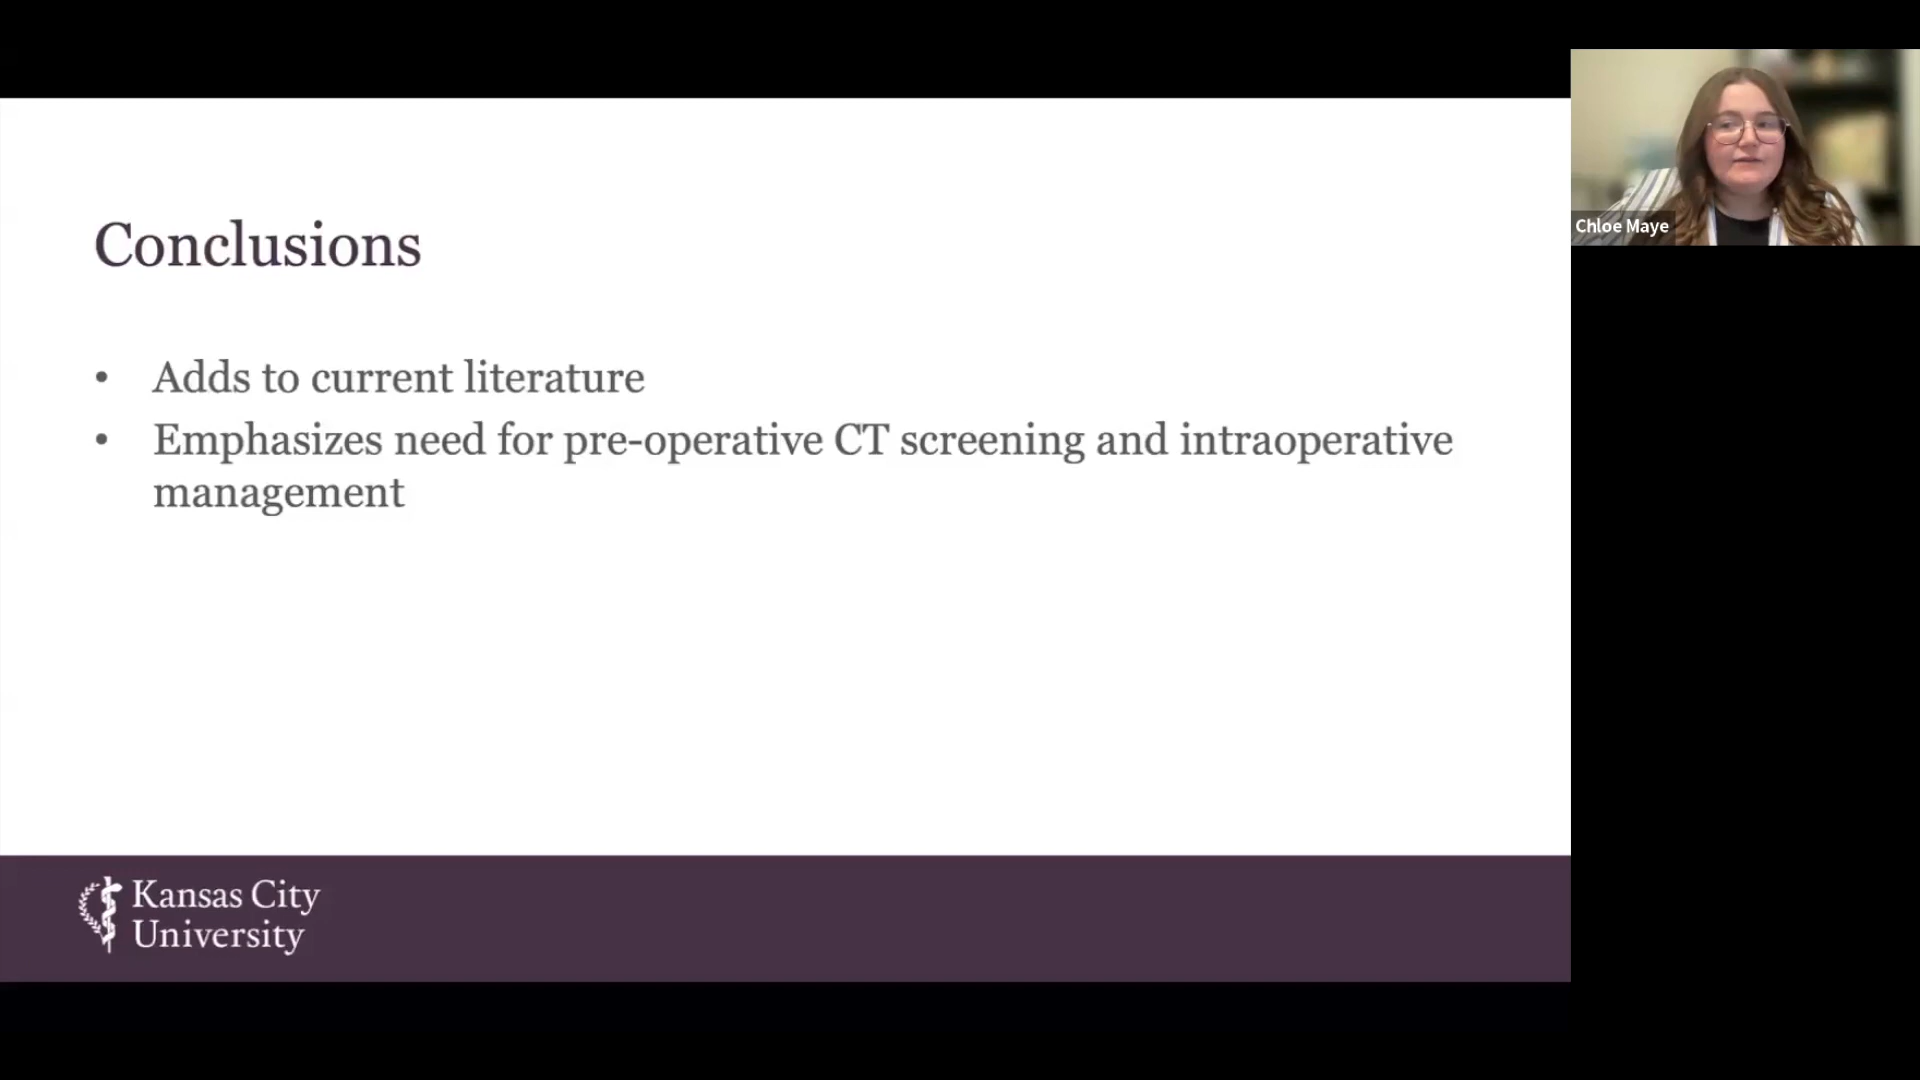 Conclusions
• Adds to current literature
• Emphasizes need for pre-operative CT screening and intraoperative
management
Kansas City
University
Chloe Maye